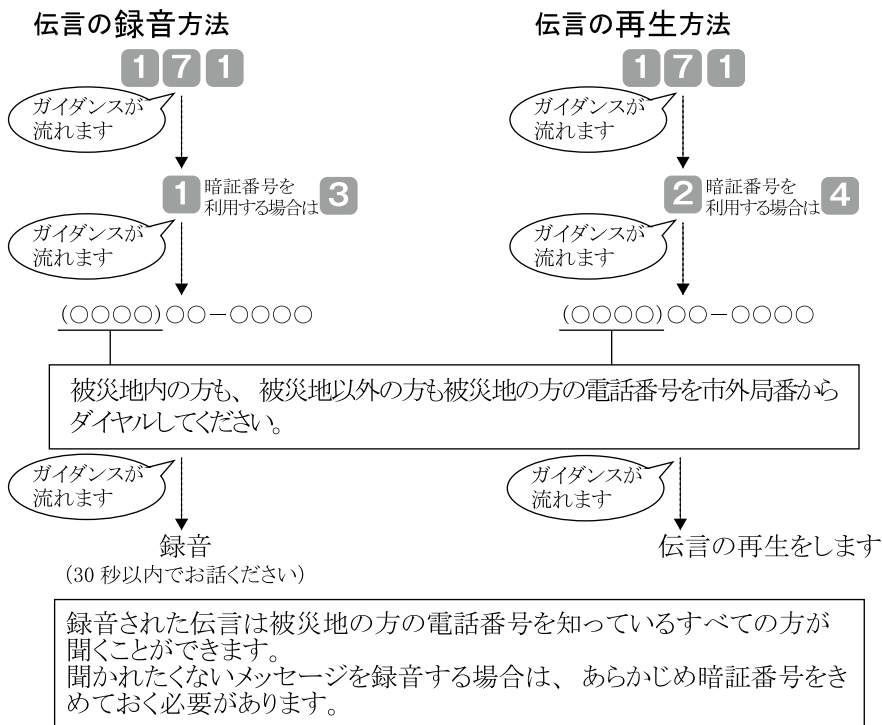 伝言の録音方法
171
ガイダンスが
流れます
1 暗証番号を
利用する場合は 3
ガイダンスが
流れます
(○○○○)○○−○○○○
伝言の再生方法
171
ガイダンスが
流れます
2 暗証番号を
利用する場合は 4
ガイダンスが
流れます
(○○○○)○○−○○○○
被災地内の方も、被災地以外の方も被災地の方の電話番号を市外局番から
ダイヤルしてください。
ガイダンスが
流れます
録音
(30 秒以内でお話ください)
ガイダンスが
流れます
伝言の再生をします
録音された伝言は被災地の方の電話番号を知っているすべての方が
聞くことができます。
聞かれたくないメッセージを録音する場合は、あらかじめ暗証番号をき
めておく必要があります。